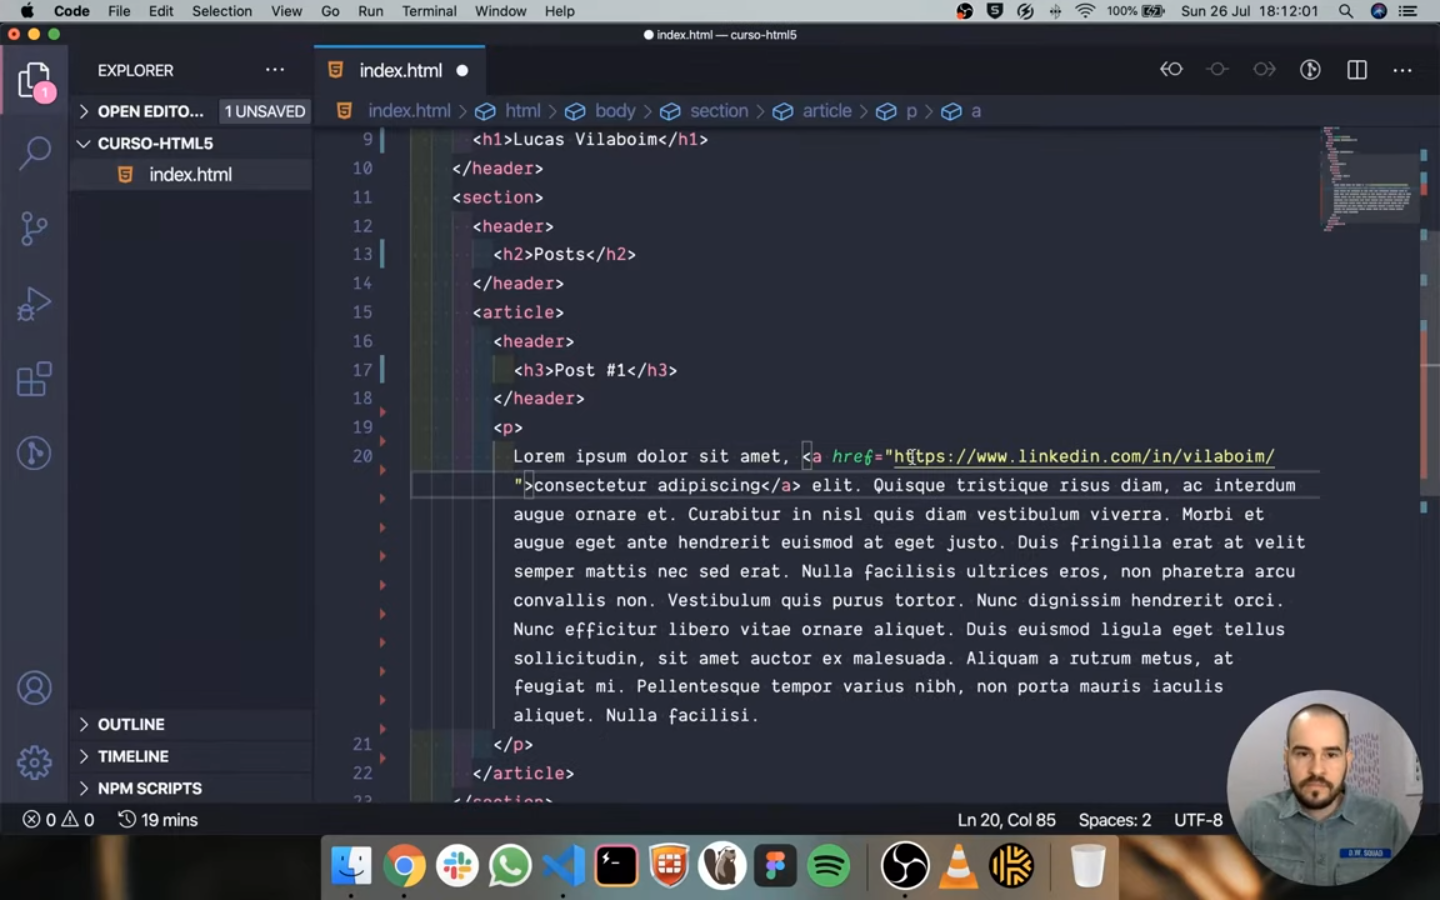 Code File Edit Selection View Go Run Terminal Window Help 100% Sun 26 Jul 18:12:01
index.html — curso-html5
EXPLORER
index.html
1
OPEN EDITO... 1 UNSAVED
CURSO-HTML5
index.html
index.html > html > body > section > article > p > a
9 <h1>Lucas Vilaboim</h1>
10 </header>
11 <section>
12 <header>
13 <h2>Posts</h2>
14 </header>
15 <article>
16 <header>
17 <h3>Post #1</h3>
18 </header>
19 <p>
20 Lorem ipsum dolor sit amet, <a href="https://www.linkedin.com/in/vilaboim/
">consectetur adipiscing</a> elit. Quisque tristique risus diam, ac interdum
augue ornare et. Curabitur in nisl quis diam vestibulum viverra. Morbi et
augue eget ante hendrerit euismod at eget justo. Duis fringilla erat at velit
semper mattis nec sed erat. Nulla facilisis ultrices eros, non pharetra arcu
convallis non. Vestibulum quis purus tortor. Nunc dignissim hendrerit orci.
Nunc efficitur libero vitae ornare aliquet. Duis euismod ligula eget tellus
sollicitudin, sit amet auctor ex malesuada. Aliquam a rutrum metus, at
feugiat mi. Pellentesque tempor varius nibh, non porta mauris iaculis
aliquet. Nulla facilisi.
21 </p>
22 </article>
23 </section>
OUTLINE
TIMELINE
NPM SCRIPTS
0 0 19 mins Ln 20, Col 85 Spaces: 2 UTF-8